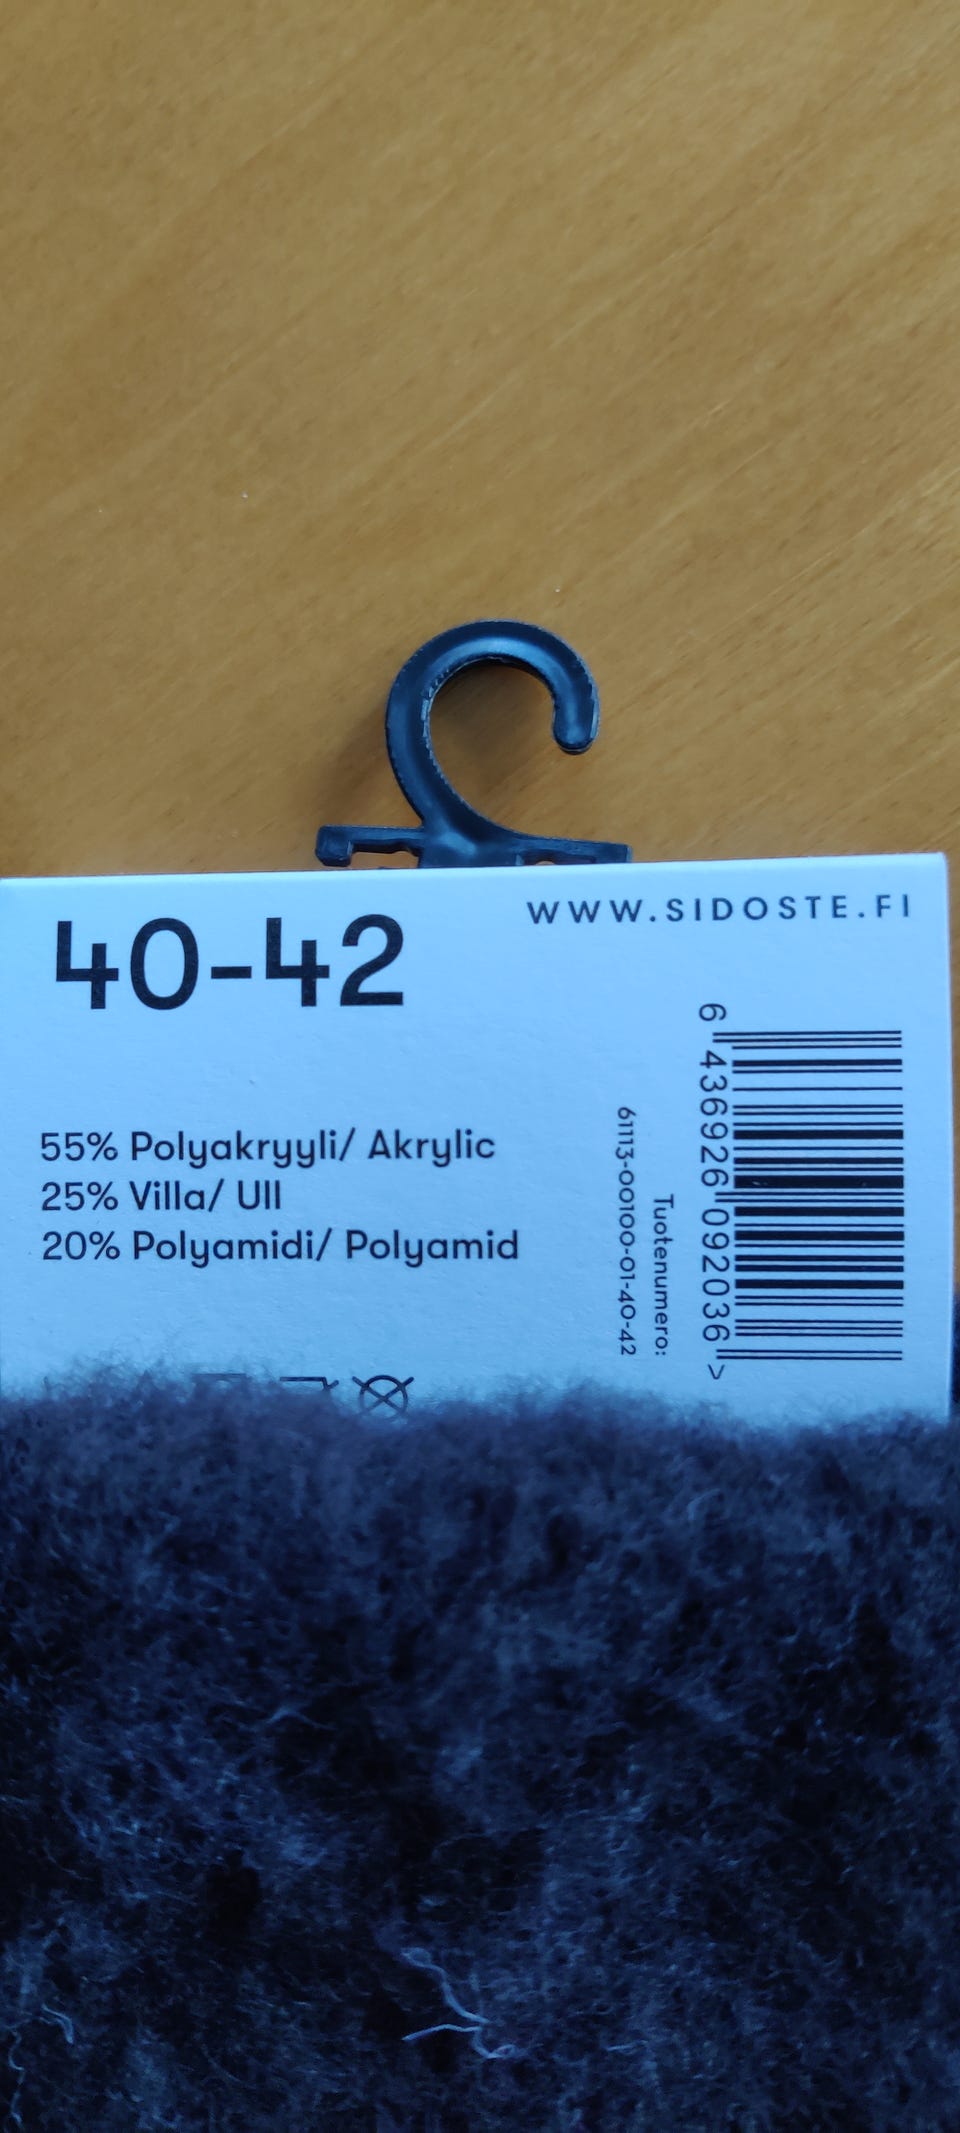 40-42
WWW.SIDOSTE.FI
55% Polyakryyli/ Akrylic
25% Villa/ Ull
20% Polyamidi/ Polyamid
Tuotenumero:
61113-00100-01-40-42
6 436926 092036 >